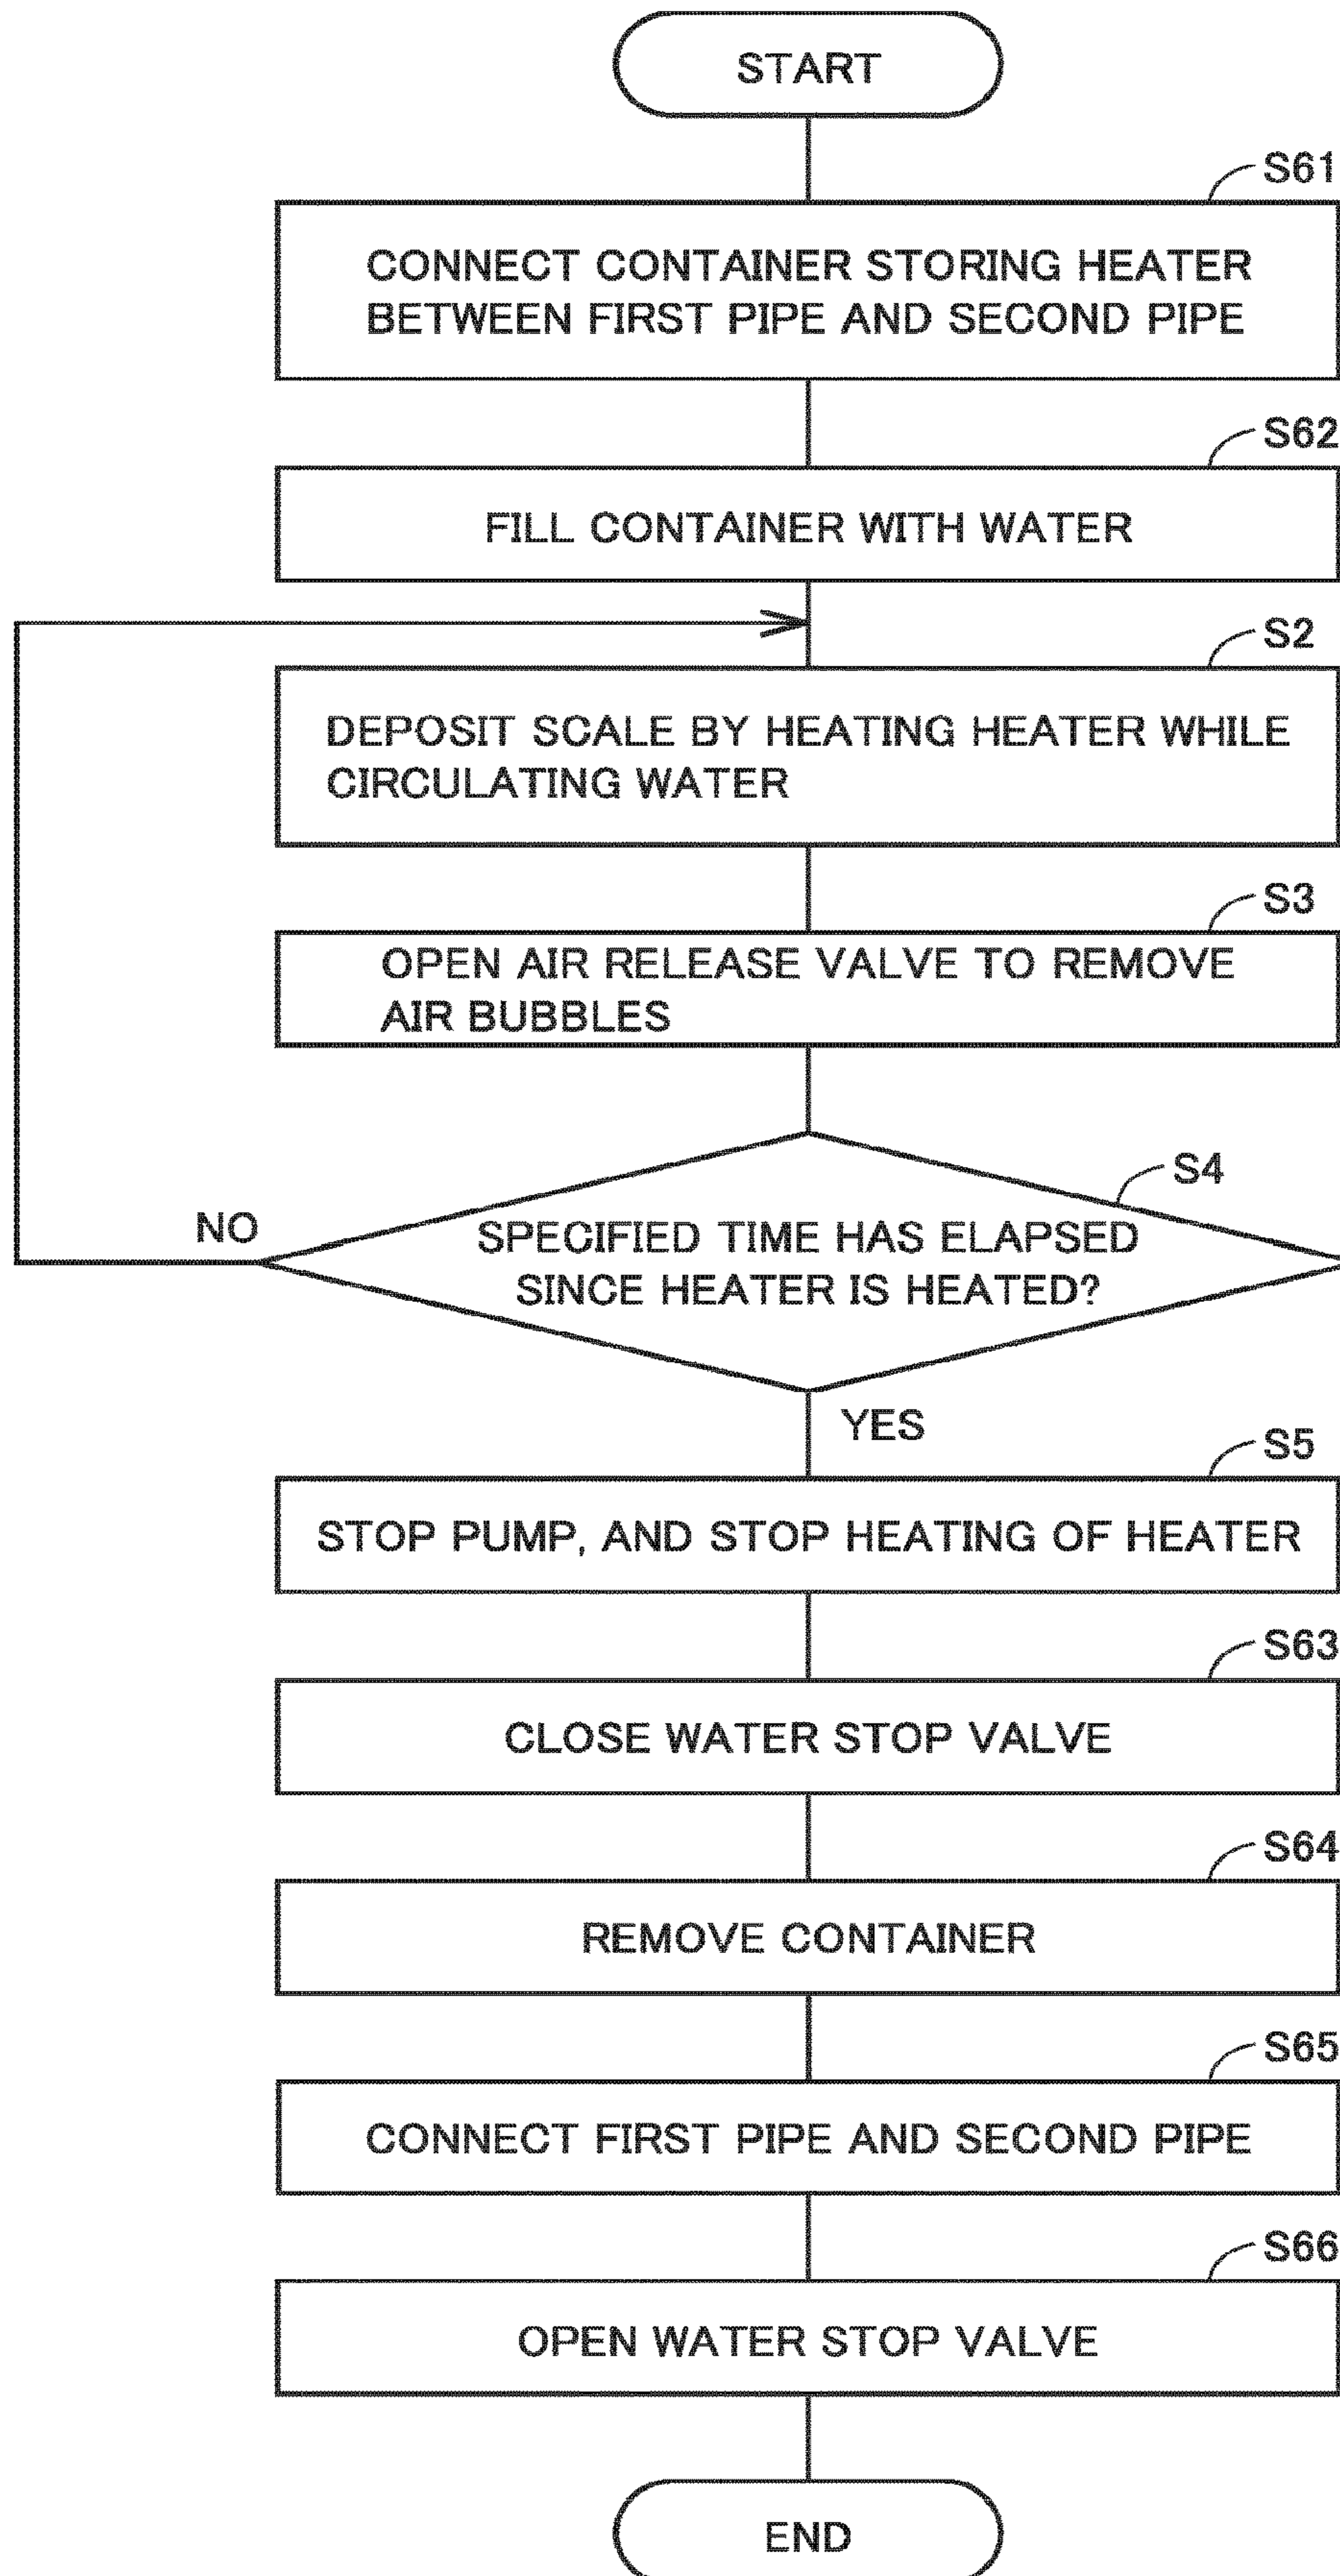 START
S61
CONNECT CONTAINER STORING HEATER
BETWEEN FIRST PIPE AND SECOND PIPE
S62
FILL CONTAINER WITH WATER
S2
DEPOSIT SCALE BY HEATING HEATER WHILE
CIRCULATING WATER
S3
OPEN AIR RELEASE VALVE TO REMOVE
AIR BUBBLES
S4
NO
SPECIFIED TIME HAS ELAPSED
SINCE HEATER IS HEATED?
YES
S5
STOP PUMP, AND STOP HEATING OF HEATER
S63
CLOSE WATER STOP VALVE
S64
REMOVE CONTAINER
S65
CONNECT FIRST PIPE AND SECOND PIPE
S66
OPEN WATER STOP VALVE
END